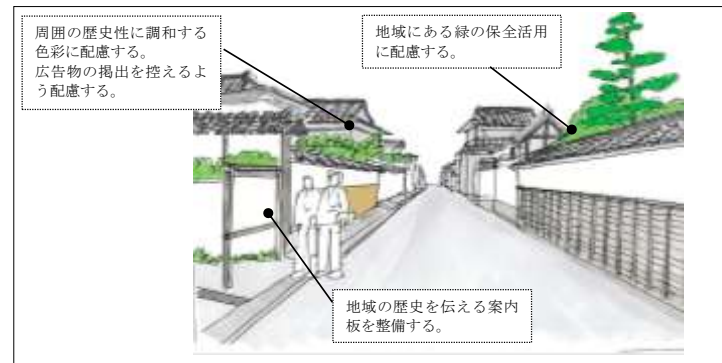 周囲の歴史性に調和する
色彩に配慮する。
広告物の掲出を控えるよ
う配慮する。
地域にある緑の保全活用
に配慮する。
地域の歴史を伝える案内
板を整備する。